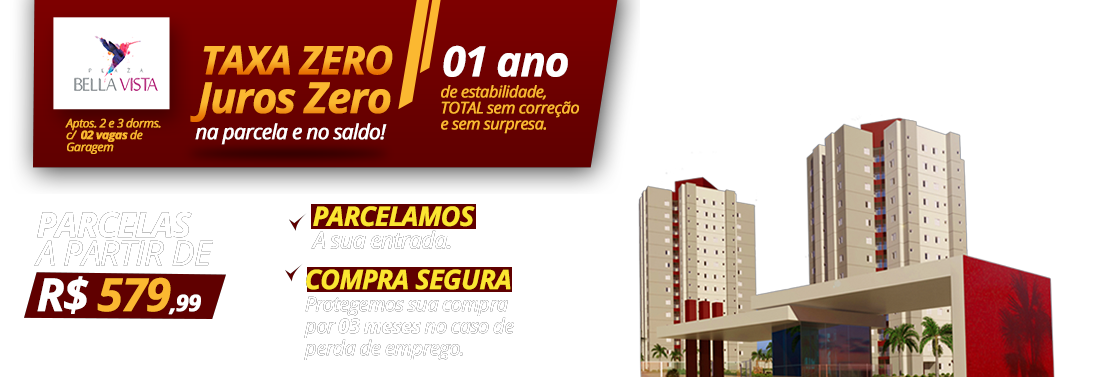 PLAZA
BELLA VISTA
Aptos. 2 e 3 dorms.
c/ 02 vagas de
Garagem
TAXA ZERO
Juros Zero
na parcela e no saldo!
01 ano
de estabilidade,
TOTAL sem correção
e sem surpresa.
PARCELAS
A PARTIR DE
R$ 579,99
PARCELAMOS
A sua entrada.
COMPRA SEGURA
Protegemos sua compra
por 03 meses no caso de
perda de emprego.